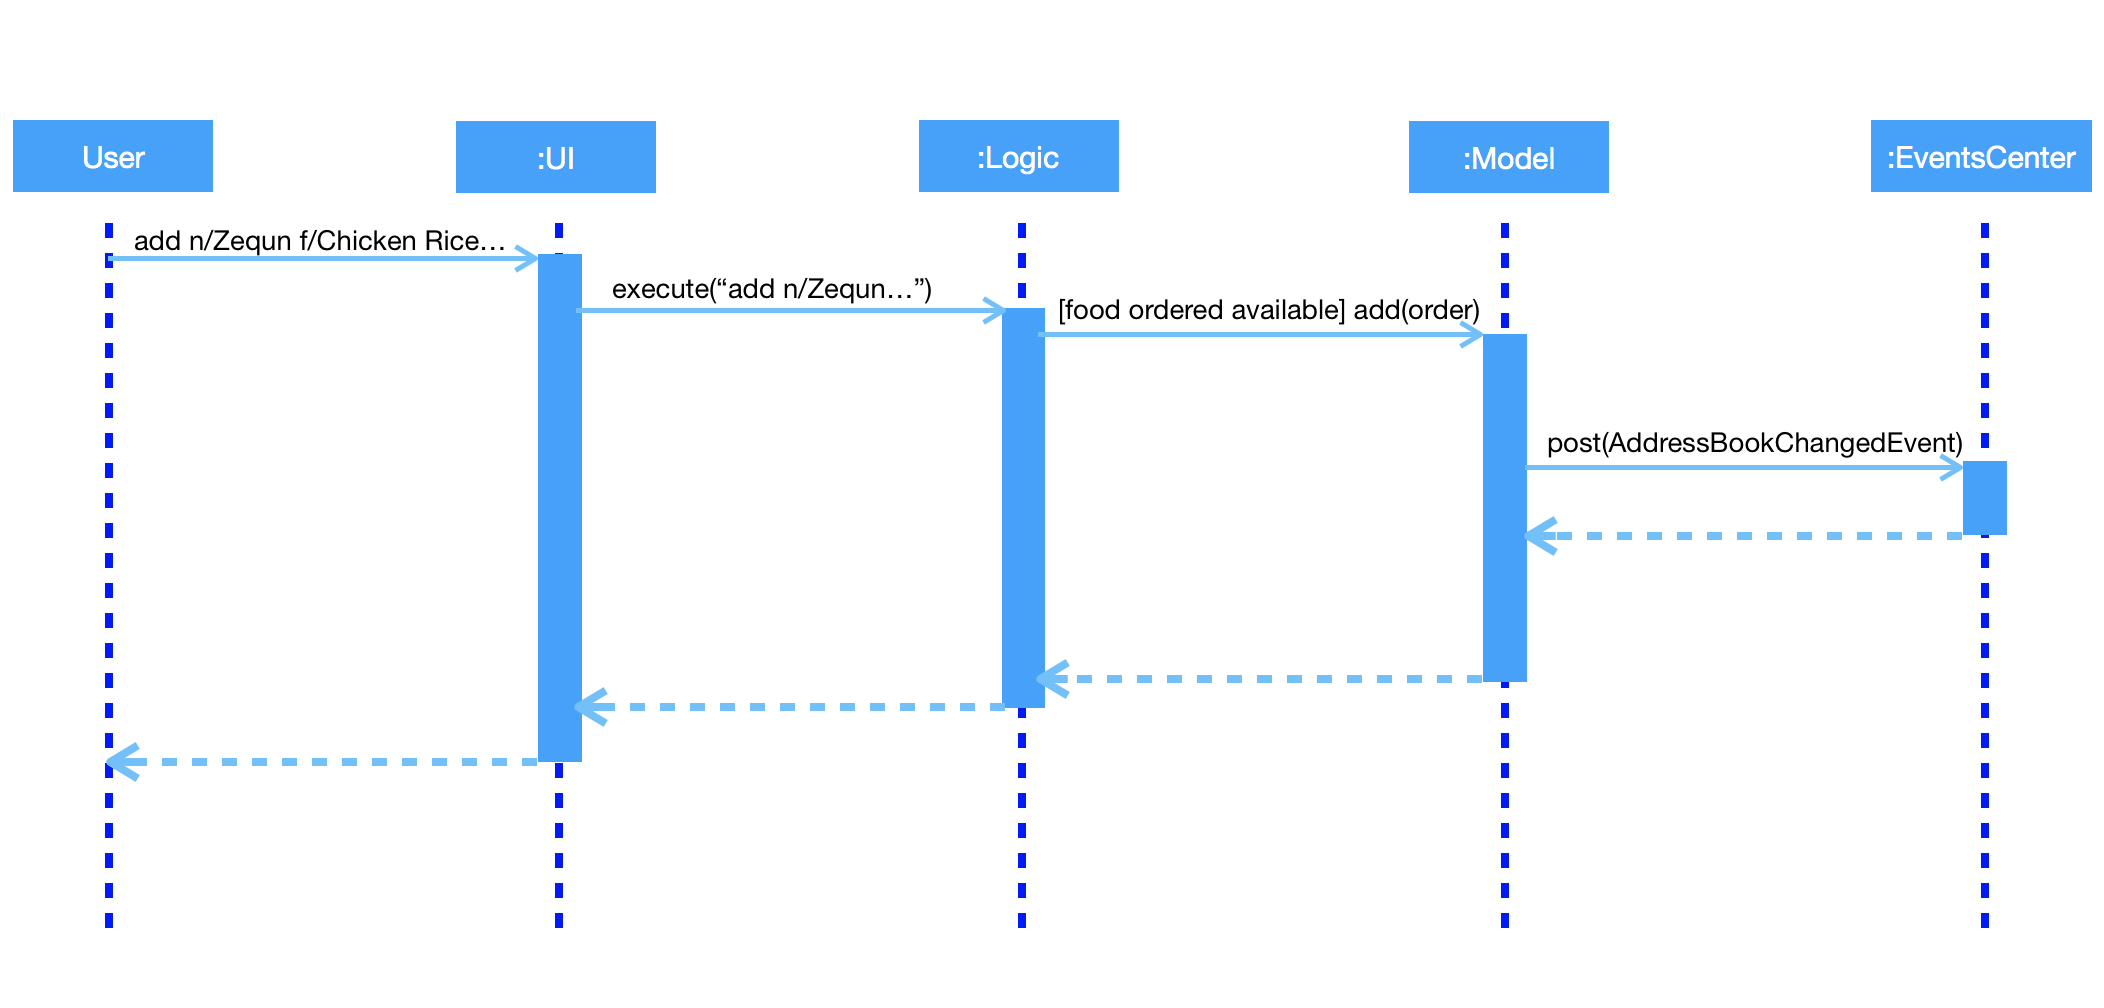 User
:UI
:Logic
:Model
:EventsCenter
add n/Zequn f/Chicken Rice…
execute(“add n/Zequn…”)
[food ordered available] add(order)
post(AddressBookChangedEvent)